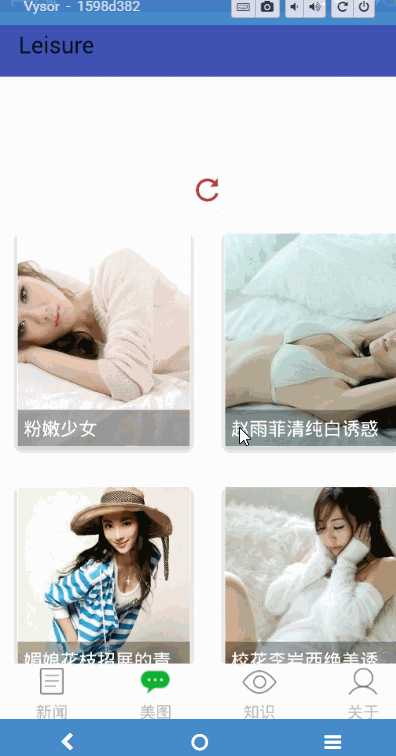 Vysor - 1598d382
Leisure
粉嫩少女
赵雨菲清纯白诱惑
媚娘花枝招展的青
校花李岩西绝美诱
新闻
美图
知识
关于